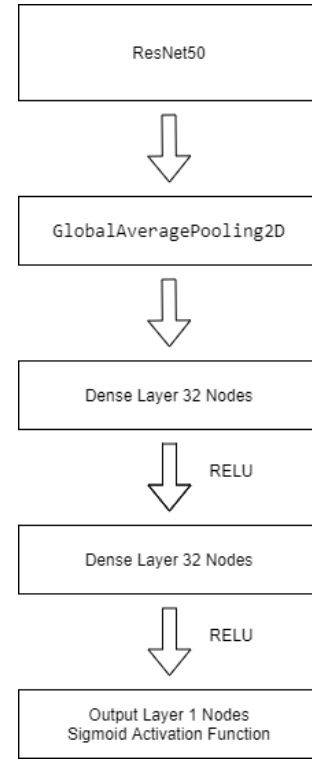 ResNet50
GlobalAveragePooling2D
Dense Layer 32 Nodes
RELU
Dense Layer 32 Nodes
RELU
Output Layer 1 Nodes
Sigmoid Activation Function